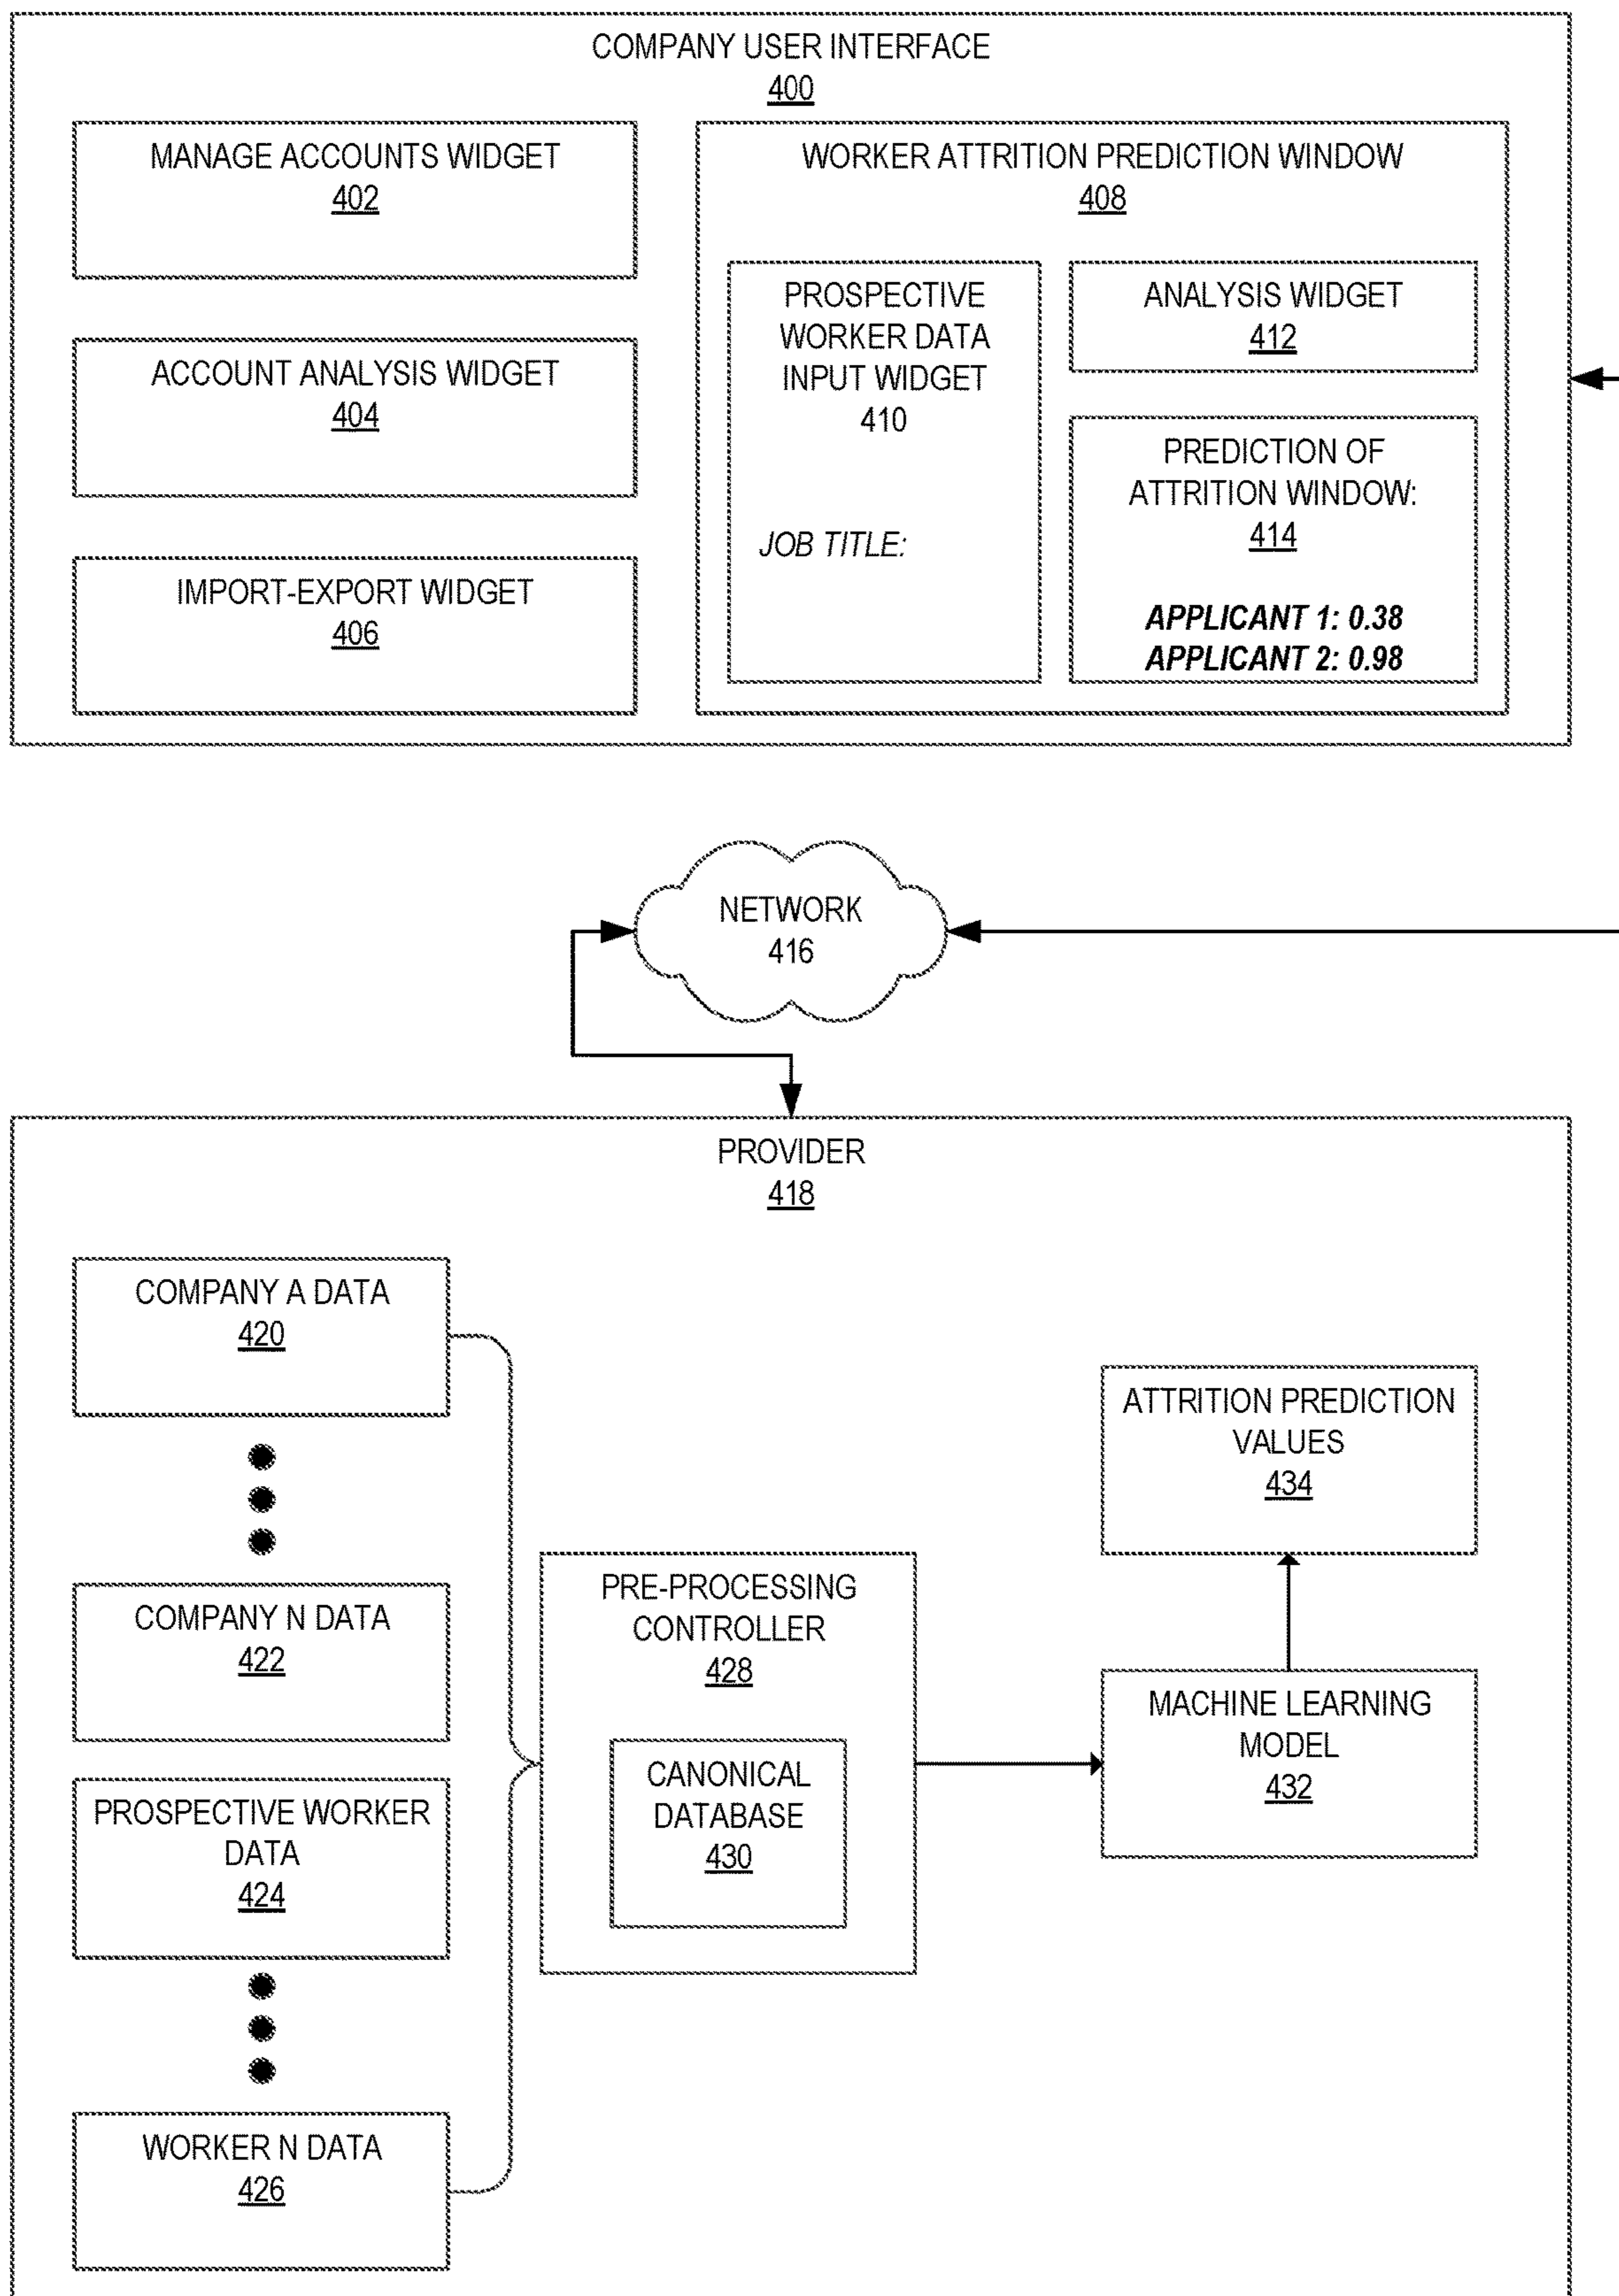 COMPANY USER INTERFACE
400
MANAGE ACCOUNTS WIDGET
402
ACCOUNT ANALYSIS WIDGET
404
IMPORT-EXPORT WIDGET
406
WORKER ATTRITION PREDICTION WINDOW
408
PROSPECTIVE
WORKER DATA
INPUT WIDGET
410
JOB TITLE:
ANALYSIS WIDGET
412
PREDICTION OF
ATTRITION WINDOW:
414
APPLICANT 1: 0.38
APPLICANT 2: 0.98
NETWORK
416
PROVIDER
418
COMPANY A DATA
420
COMPANY N DATA
422
PROSPECTIVE WORKER
DATA
424
WORKER N DATA
426
PRE-PROCESSING
CONTROLLER
428
CANONICAL
DATABASE
430
MACHINE LEARNING
MODEL
432
ATTRITION PREDICTION
VALUES
434